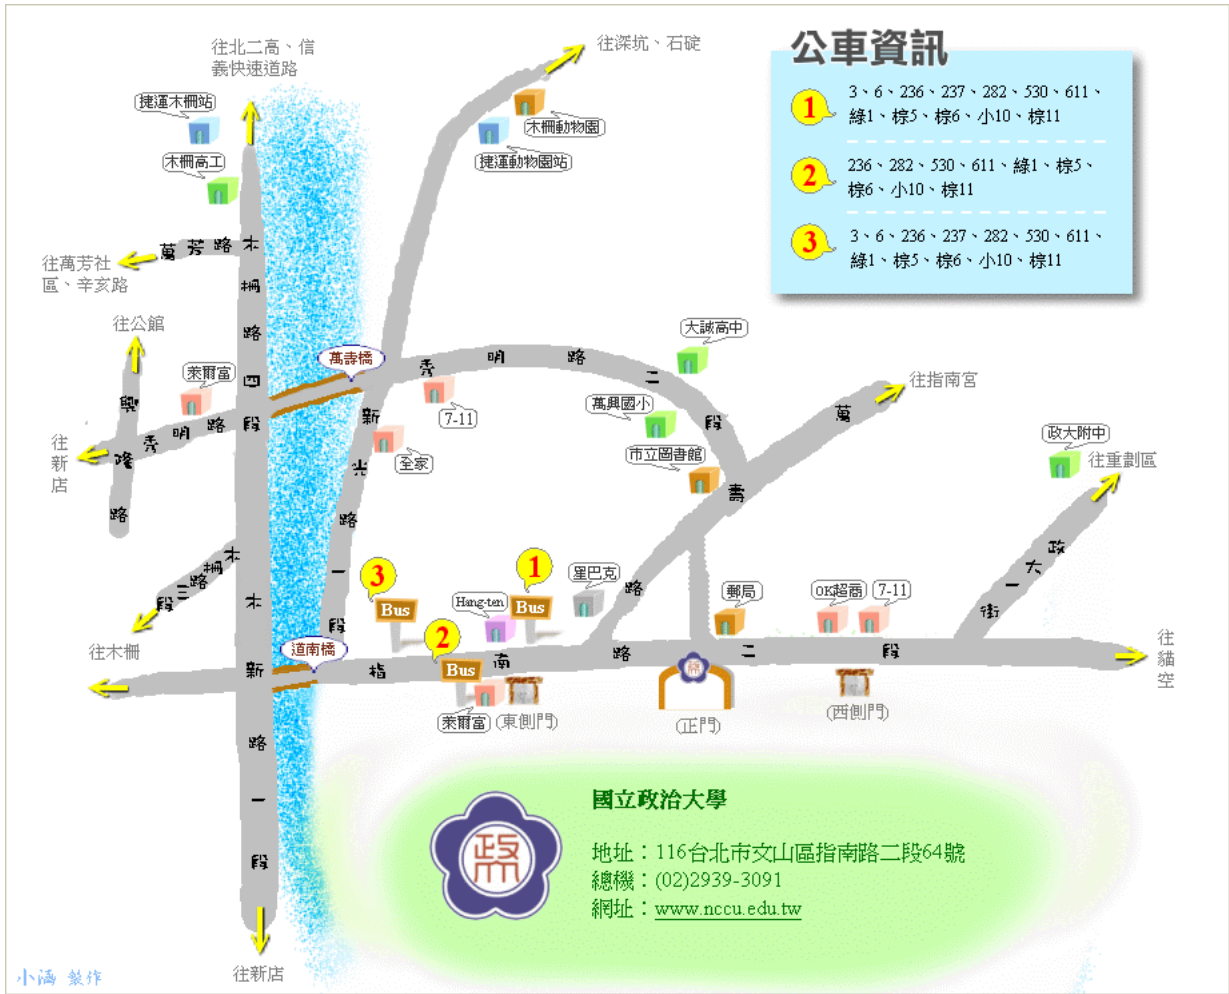 往北二高、信
義快速道路
往深坑、石碇
公車資訊
1
3、6、236、237、282、530、611、
綠1、棕5、棕6、小10、棕11
2
236、282、530、611、綠1、棕5、
棕6、小10、棕11
3
3、6、236、237、282、530、611、
綠1、棕5、棕6、小10、棕11
捷運木柵站
木柵高工
木柵動物園
捷運動物園站
萬芳路
往萬芳社
區、辛亥路
木柵路四段
往公館
萊爾富
萬壽橋
秀明路二段
大誠高中
往指南宮
7-11
萬興國小
萬壽路
興隆路
秀明路
往新店
新光路一段
全家
市立圖書館
政大附中
往重劃區
木柵路三段
往木柵
3
Bus
1
Bus
Hang-ten
星巴克
郵局
OK超商
7-11
政大一街
2
Bus
道南橋
指南路二段
往貓空
萊爾富
(東側門)
政
(正門)
(西側門)
木新路一段
往新店
政大
國立政治大學
地址：116台北市文山區指南路二段64號
總機：(02)2939-3091
網址：www.nccu.edu.tw
小涵 製作